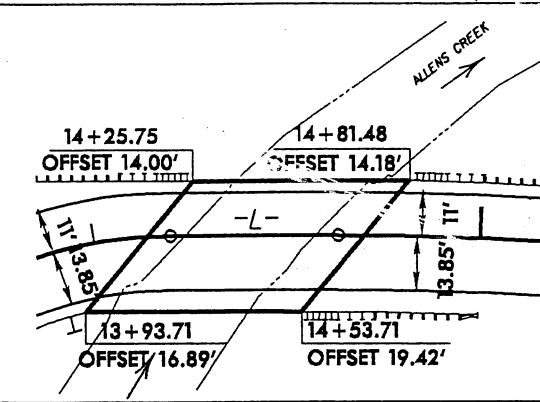 ALLENS CREEK
14+25.75
OFFSET 14.00'
14+81.48
OFFSET 14.18'
-L-
11'
13.85'
11'
13.85'
13+93.71
OFFSET 16.89'
14+53.71
OFFSET 19.42'